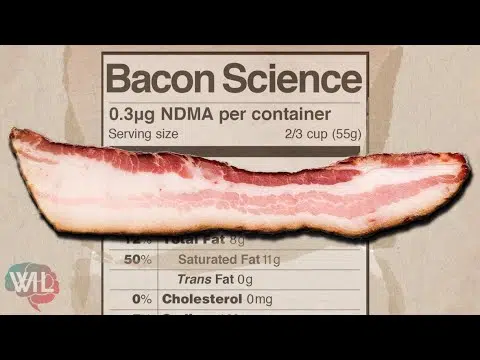 Bacon Science
0.3µg NDMA per container
Serving size 2/3 cup (55g)
12% Total Fat 8g
50% Saturated Fat 11g
Trans Fat 0g
0% Cholesterol 0mg
WIL